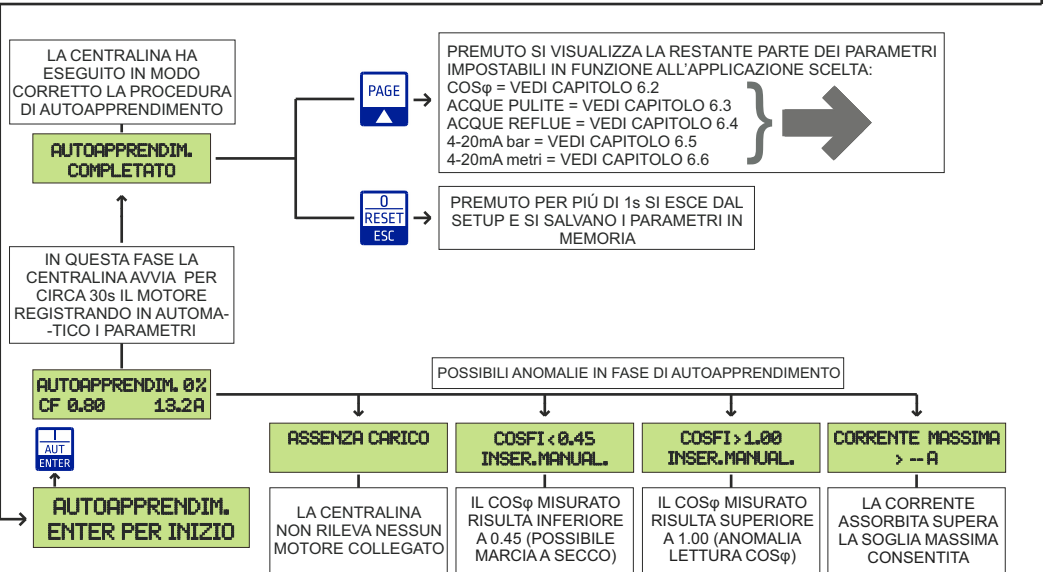 LA CENTRALINA HA
ESEGUITO IN MODO
CORRETTO LA PROCEDURA
DI AUTOAPPRENDIMENTO
AUTOAPPRENDIM.
COMPLETATO
PAGE
PREMUTO SI VISUALIZZA LA RESTANTE PARTE DEI PARAMETRI
IMPOSTABILI IN FUNZIONE ALL'APPLICAZIONE SCELTA:
COSφ = VEDI CAPITOLO 6.2
ACQUE PULITE = VEDI CAPITOLO 6.3
ACQUE REFLUE = VEDI CAPITOLO 6.4
4-20mA bar = VEDI CAPITOLO 6.5
4-20mA metri = VEDI CAPITOLO 6.6
0
RESET
ESC
PREMUTO PER PIÚ DI 1s SI ESCE DAL
SETUP E SI SALVANO I PARAMETRI IN
MEMORIA
IN QUESTA FASE LA
CENTRALINA AVVIA PER
CIRCA 30s IL MOTORE
REGISTRANDO IN AUTOMA-
-TICO I PARAMETRI
AUTOAPPRENDIM. 0%
CF 0.80 13.2A
I
AUT
ENTER
AUTOAPPRENDIM.
ENTER PER INIZIO
POSSIBILI ANOMALIE IN FASE DI AUTOAPPRENDIMENTO
ASSENZA CARICO
LA CENTRALINA
NON RILEVA NESSUN
MOTORE COLLEGATO
COSFI<0.45
INSER.MANUAL.
IL COSφ MISURATO
RISULTA INFERIORE
A 0.45 (POSSIBILE
MARCIA A SECCO)
COSFI>1.00
INSER.MANUAL.
IL COSφ MISURATO
RISULTA SUPERIORE
A 1.00 (ANOMALIA
LETTURA COSφ)
CORRENTE MASSIMA
> -- A
LA CORRENTE
ASSORBITA SUPERA
LA SOGLIA MASSIMA
CONSENTITA